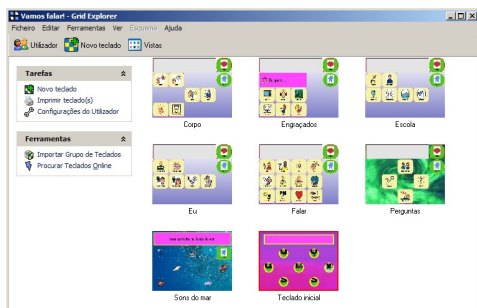 Vamos falar! - Grid Explorer
Ficheiro Editar Ferramentas Ver Esquema Ajuda
Utilizador Novo teclado Vistas
Tarefas
Novo teclado
Imprimir teclado(s)
Configurações do Utilizador
Ferramentas
Importar Grupo de Teclados
Procurar Teclados Online
Corpo Engraçados Escola
Eu Falar Perguntas
Sons do mar Teclado inicial